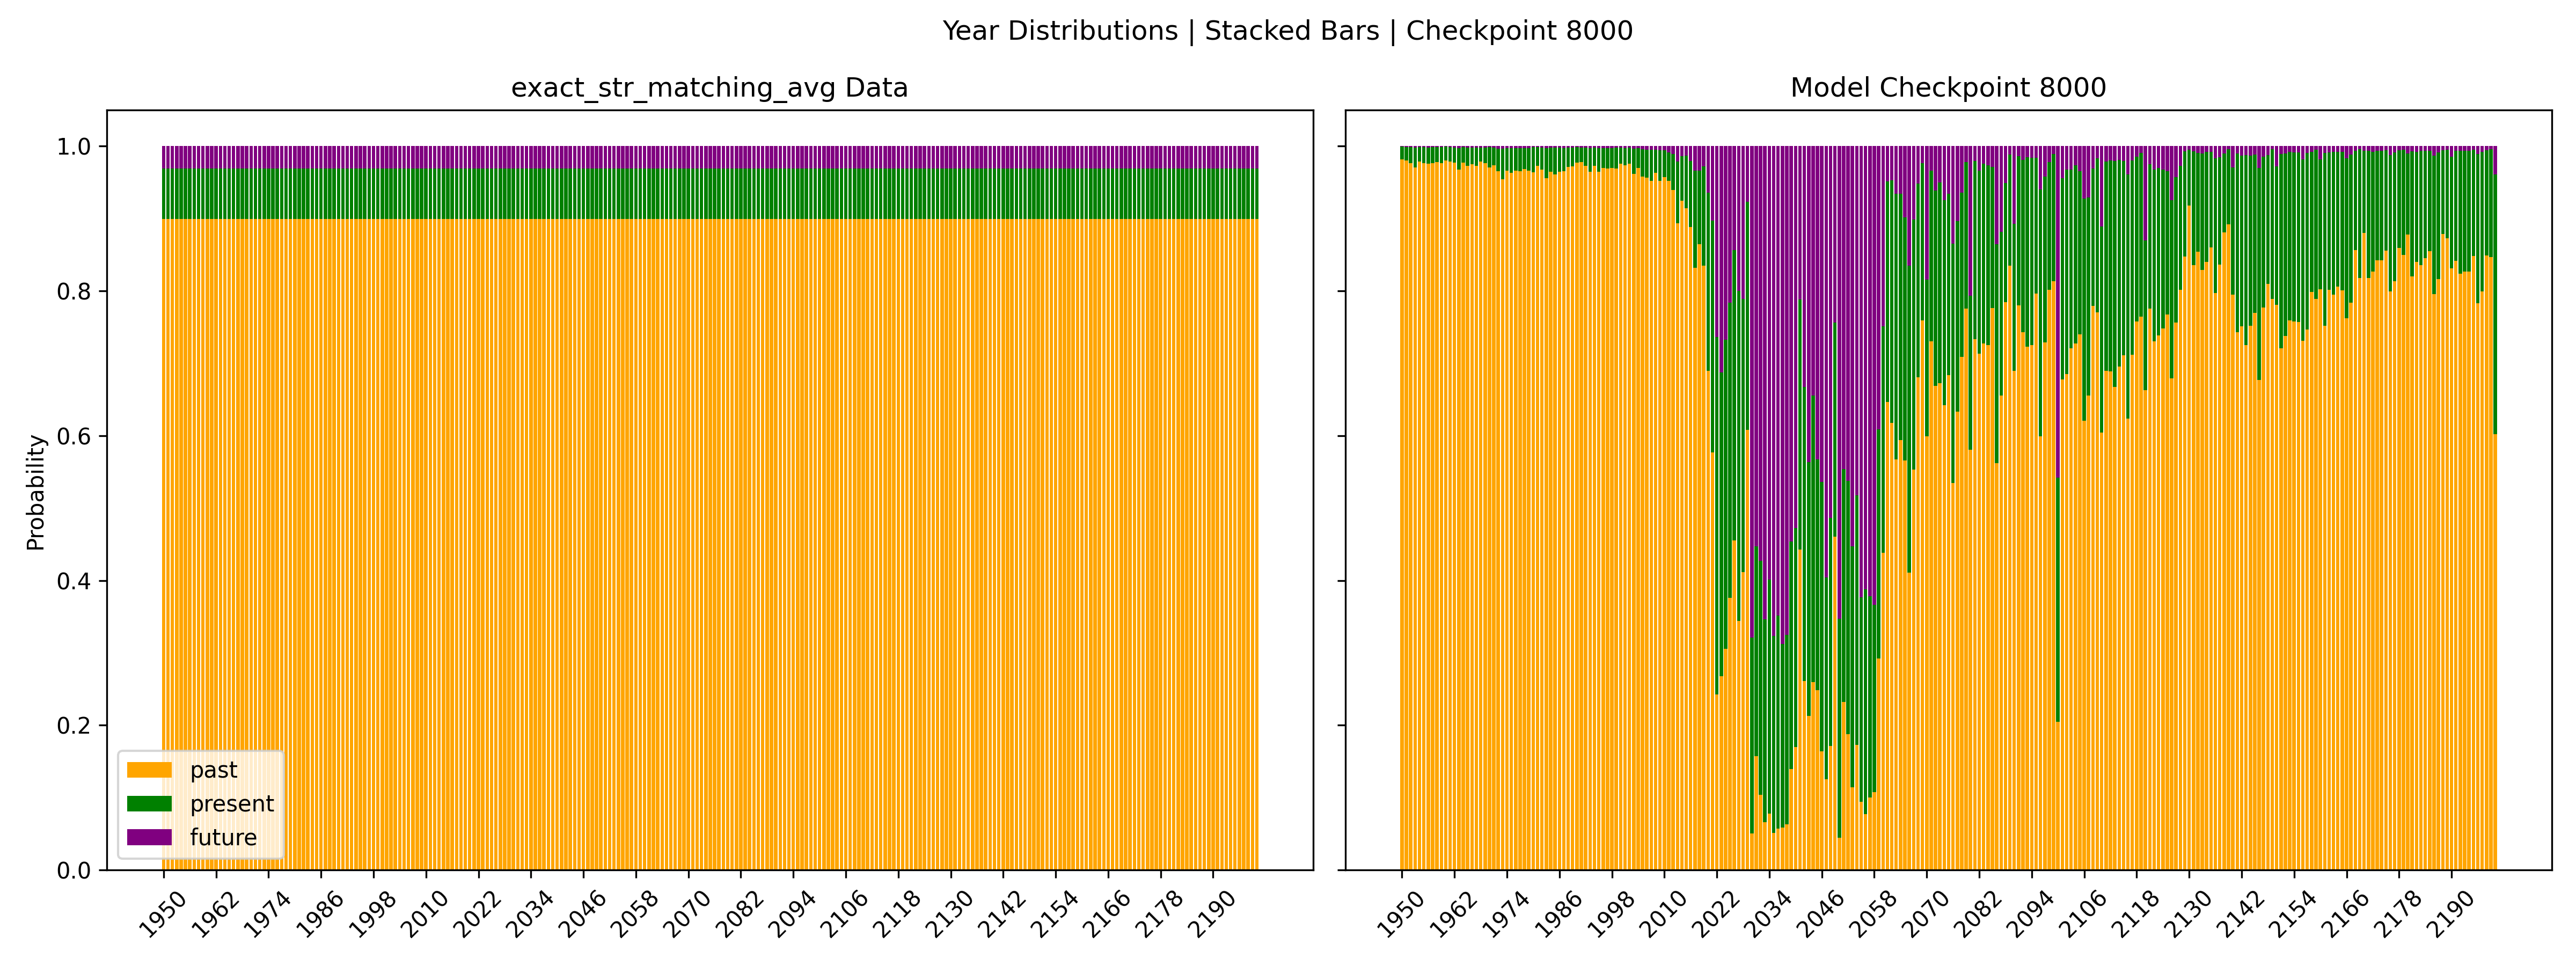 Year Distributions | Stacked Bars | Checkpoint 8000
exact_str_matching_avg Data
Probability
1.0
0.8
0.6
0.4
0.2
0.0
past
present
future
1950 1962 1974 1986 1998 2010 2022 2034 2046 2058 2070 2082 2094 2106 2118 2130 2142 2154 2166 2178 2190
Model Checkpoint 8000
1950 1962 1974 1986 1998 2010 2022 2034 2046 2058 2070 2082 2094 2106 2118 2130 2142 2154 2166 2178 2190